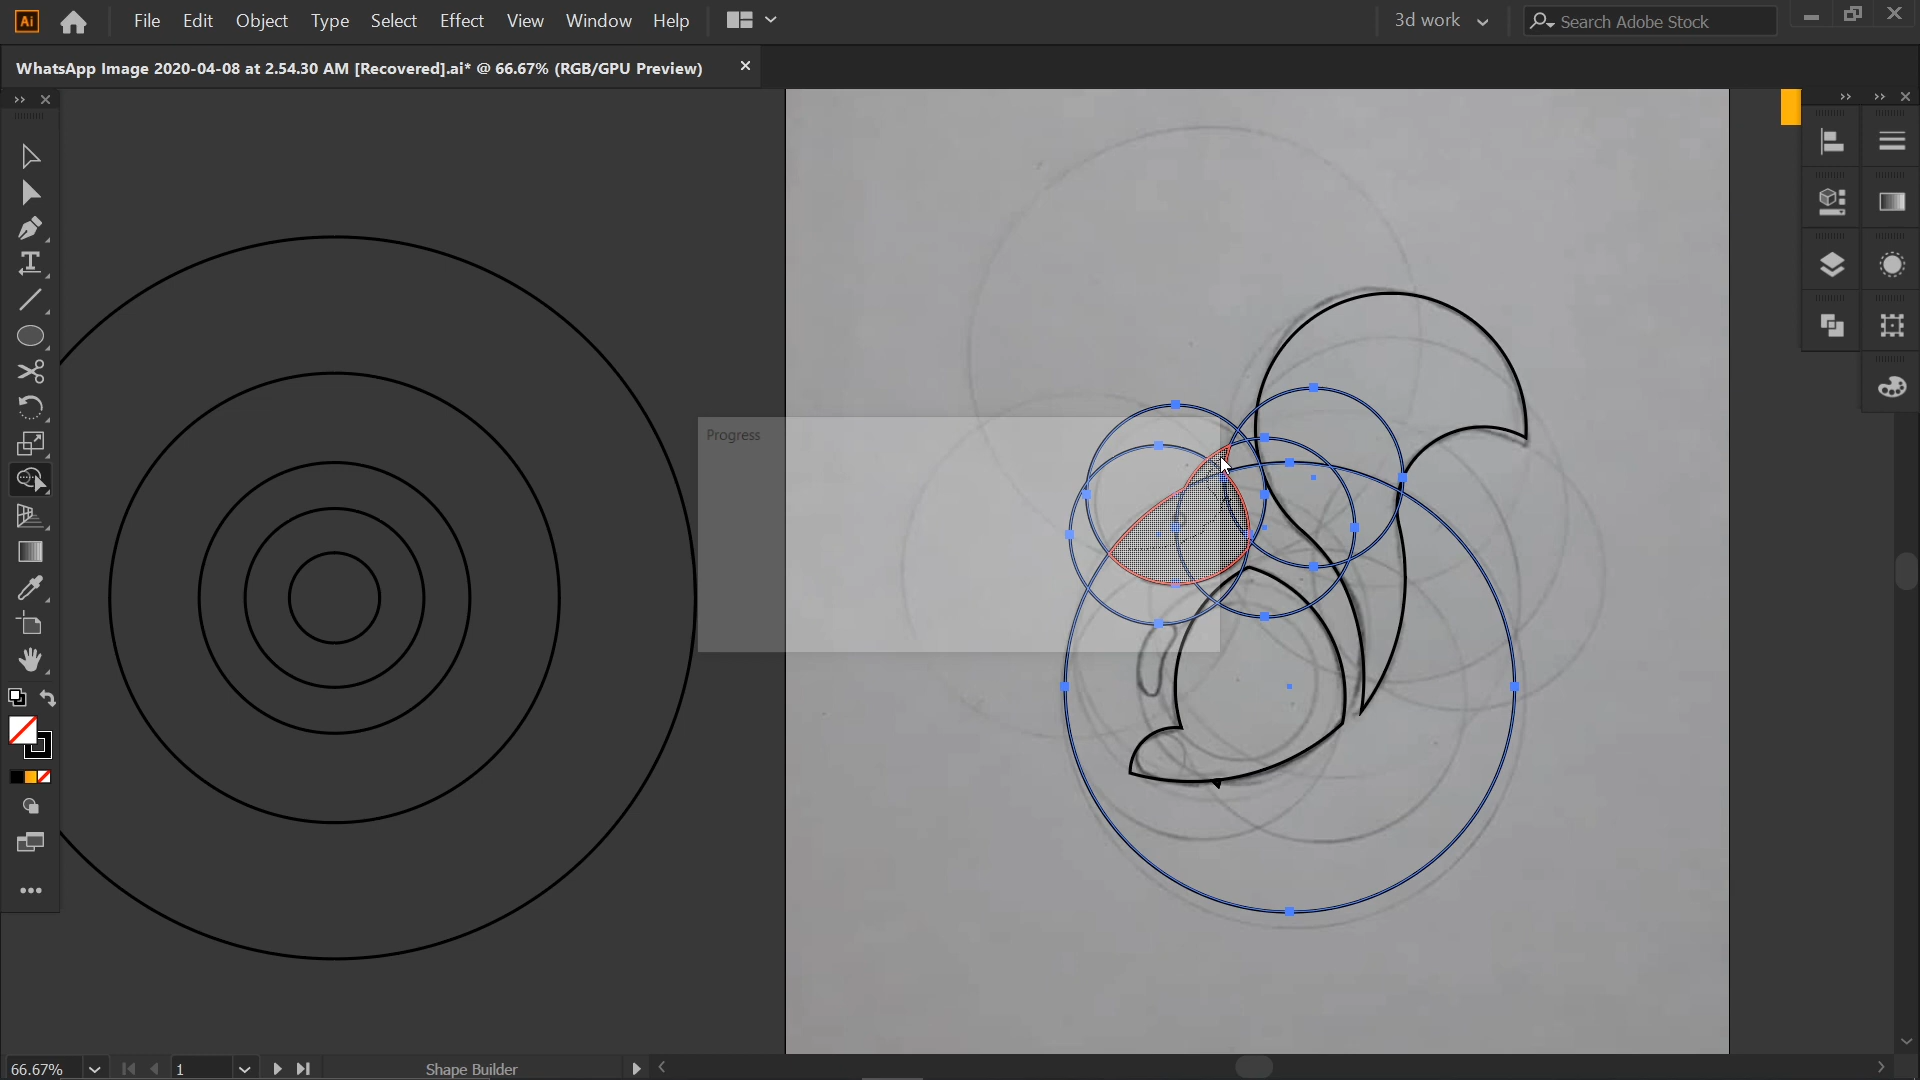 Ai File Edit Object Type Select Effect View Window Help 3d work Search Adobe Stock
WhatsApp Image 2020-04-08 at 2.54.30 AM [Recovered].ai* @ 66.67% (RGB/GPU Preview)
Progress
66.67% 1 Shape Builder